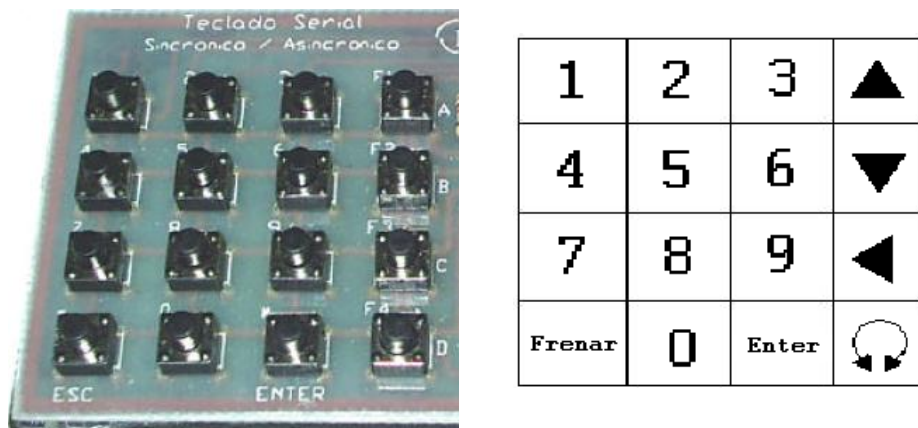 Teclado Serial
Sincronico / Asincronico
A
B
C
D
ESC ENTER
1 2 3
4 5 6
7 8 9
Frenar 0 Enter